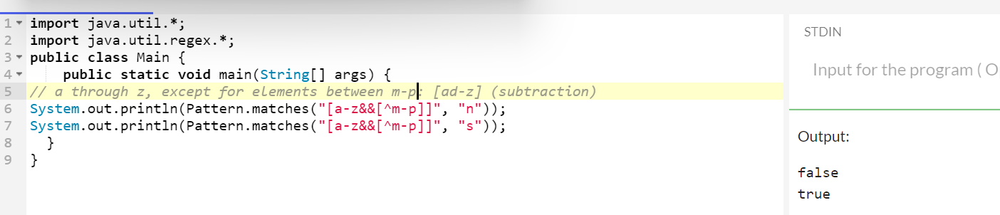 1 import java.util.*;
2 import java.util.regex.*;
3 public class Main {
4 public static void main(String[] args) {
5 // a through z, except for elements between m-p: [ad-z] (subtraction)
6 System.out.println(Pattern.matches("[a-z&&[^m-p]]", "n"));
7 System.out.println(Pattern.matches("[a-z&&[^m-p]]", "s"));
8 }
9 }
STDIN
Input for the program ( O
Output:
false
true